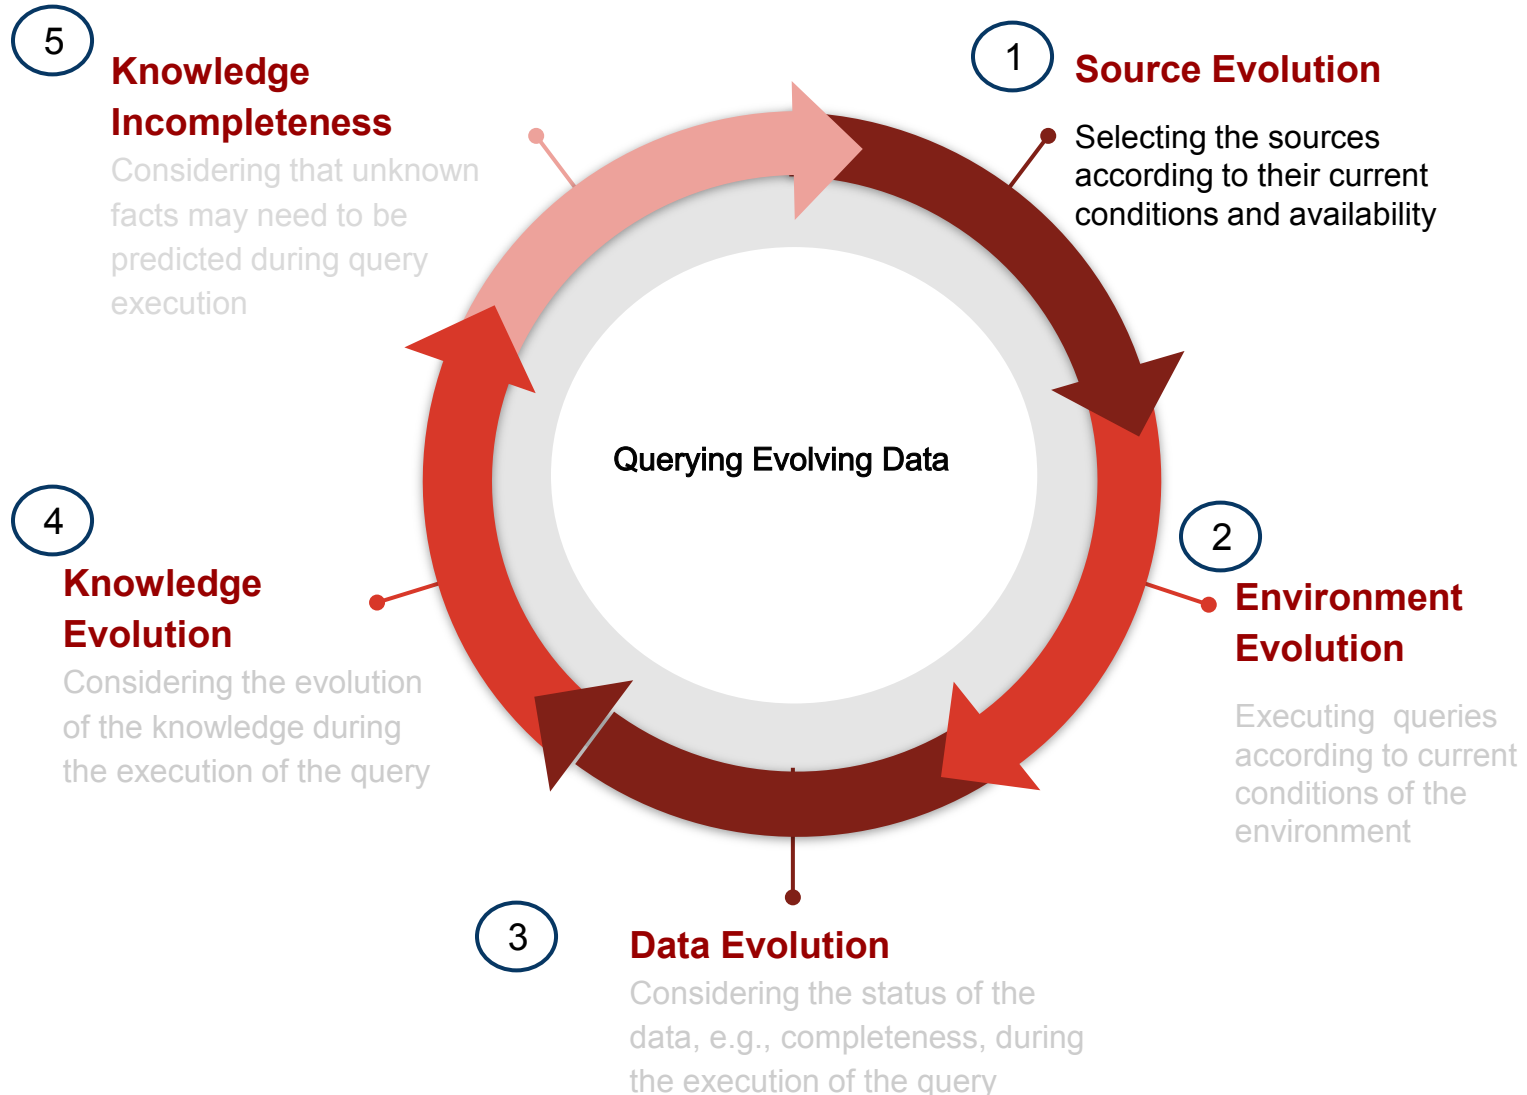 1
Source Evolution
Selecting the sources
according to their current
conditions and availability
2
Environment
Evolution
Executing queries
according to current
conditions of the
environment
3
Data Evolution
Considering the status of the
data, e.g., completeness, during
the execution of the query
4
Knowledge
Evolution
Considering the evolution
of the knowledge during
the execution of the query
5
Knowledge
Incompleteness
Considering that unknown
facts may need to be
predicted during query
execution
Querying Evolving Data